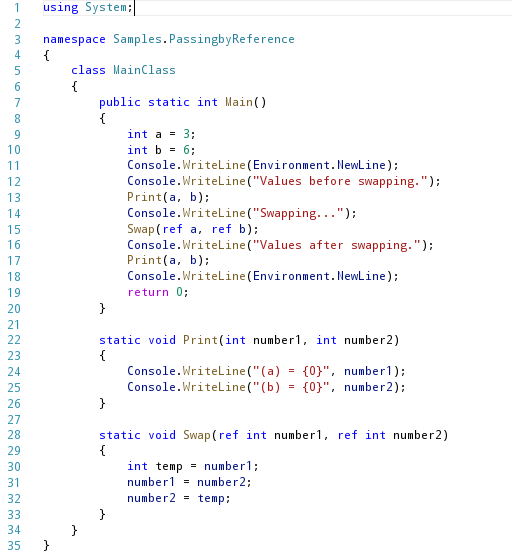 1 using System;
2
3 namespace Samples.PassingbyReference
4 {
5     class MainClass
6     {
7         public static int Main()
8         {
9             int a = 3;
10             int b = 6;
11             Console.WriteLine(Environment.NewLine);
12             Console.WriteLine("Values before swapping.");
13             Print(a, b);
14             Console.WriteLine("Swapping...");
15             Swap(ref a, ref b);
16             Console.WriteLine("Values after swapping.");
17             Print(a, b);
18             Console.WriteLine(Environment.NewLine);
19             return 0;
20         }
21
22         static void Print(int number1, int number2)
23         {
24             Console.WriteLine("(a) = {0}", number1);
25             Console.WriteLine("(b) = {0}", number2);
26         }
27
28         static void Swap(ref int number1, ref int number2)
29         {
30             int temp = number1;
31             number1 = number2;
32             number2 = temp;
33         }
34     }
35 }